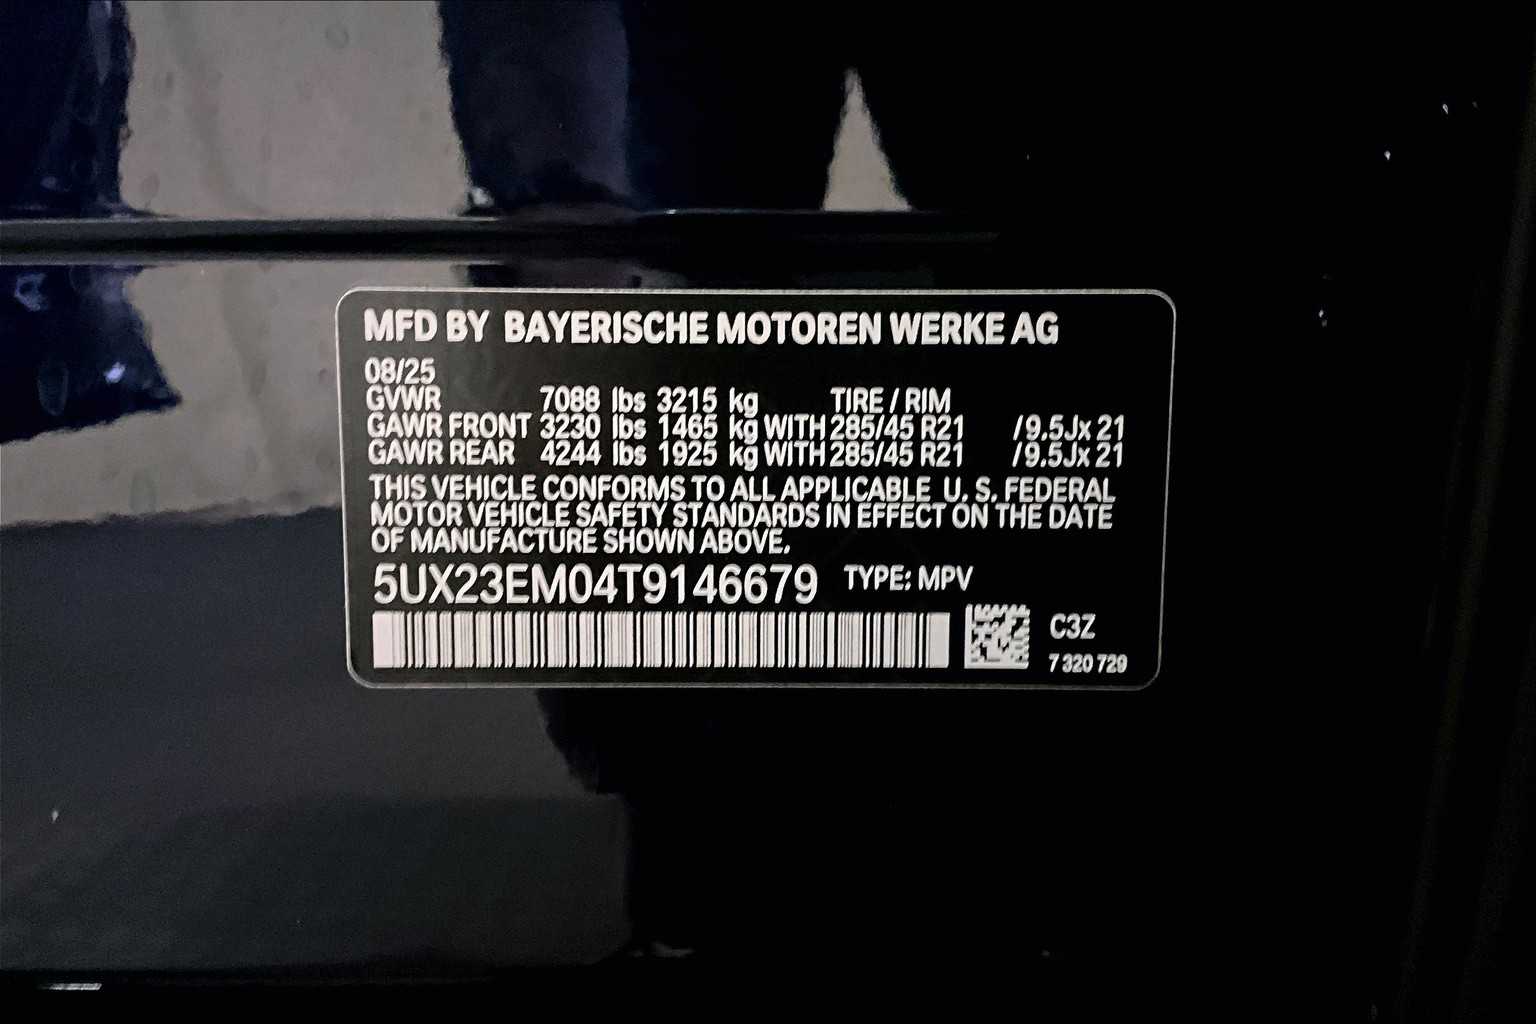 MFD BY BAYERISCHE MOTOREN WERKE AG
08/25
GVWR 7088 lbs 3215 kg TIRE / RIM
GAWR FRONT 3230 lbs 1465 kg WITH 285/45 R21 /9.5Jx 21
GAWR REAR 4244 lbs 1925 kg WITH 285/45 R21 /9.5Jx 21
THIS VEHICLE CONFORMS TO ALL APPLICABLE U. S. FEDERAL
MOTOR VEHICLE SAFETY STANDARDS IN EFFECT ON THE DATE
OF MANUFACTURE SHOWN ABOVE.
5UX23EM04T9146679 TYPE: MPV
C3Z
7 320 729